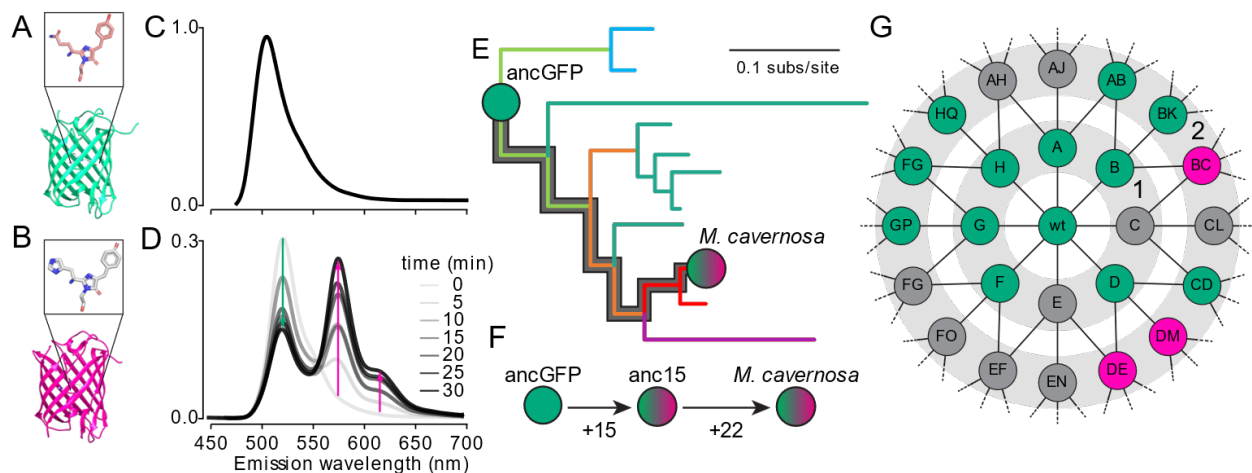 A
B
C
1.0
0.0
D
0.3
0.0
time (min)
0
5
10
15
20
25
30
450 500 550 600 650 700
Emission wavelength (nm)
E
ancGFP
0.1 subs/site
M. cavernosa
F
ancGFP
anc15
M. cavernosa
+15
+22
G
AH
AJ
AB
HQ
BK
2
A
FG
H
B
BC
1
GP
G
wt
C
CL
FG
F
D
CD
E
FO
DM
EF
DE
EN